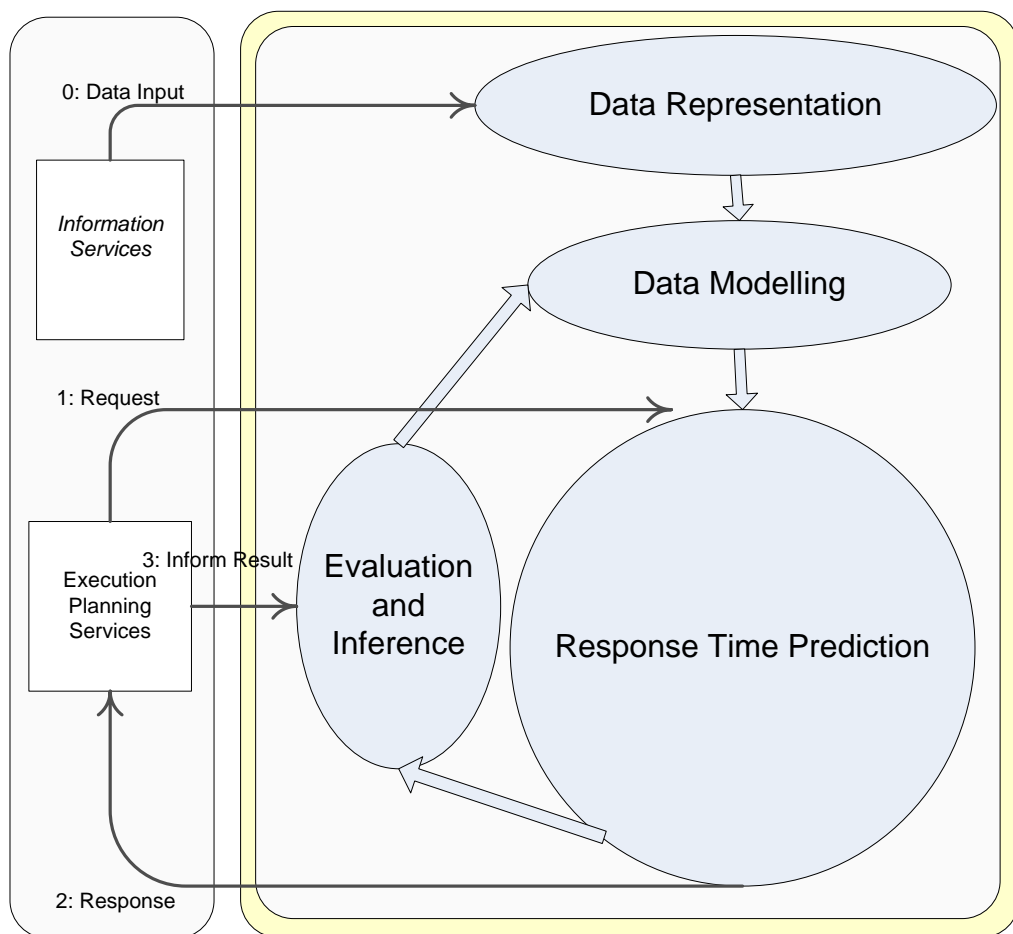 0: Data Input
Data Representation
Information
Services
Data Modelling
1: Request
3: Inform Result
Execution
Planning
Services
Evaluation
and
Inference
Response Time Prediction
2: Response